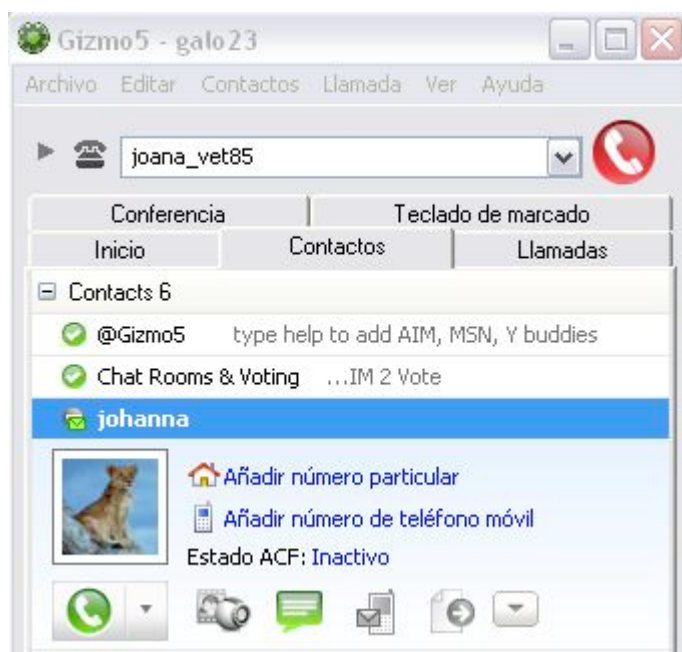 Gizmo5 - galo23
Archivo Editar Contactos Llamada Ver Ayuda
joana_vet85
Conferencia Teclado de marcado
Inicio Contactos Llamadas
Contacts 6
@Gizmo5 type help to add AIM, MSN, Y buddies
Chat Rooms & Voting ...IM 2 Vote
johanna
Añadir número particular
Añadir número de teléfono móvil
Estado ACF: Inactivo